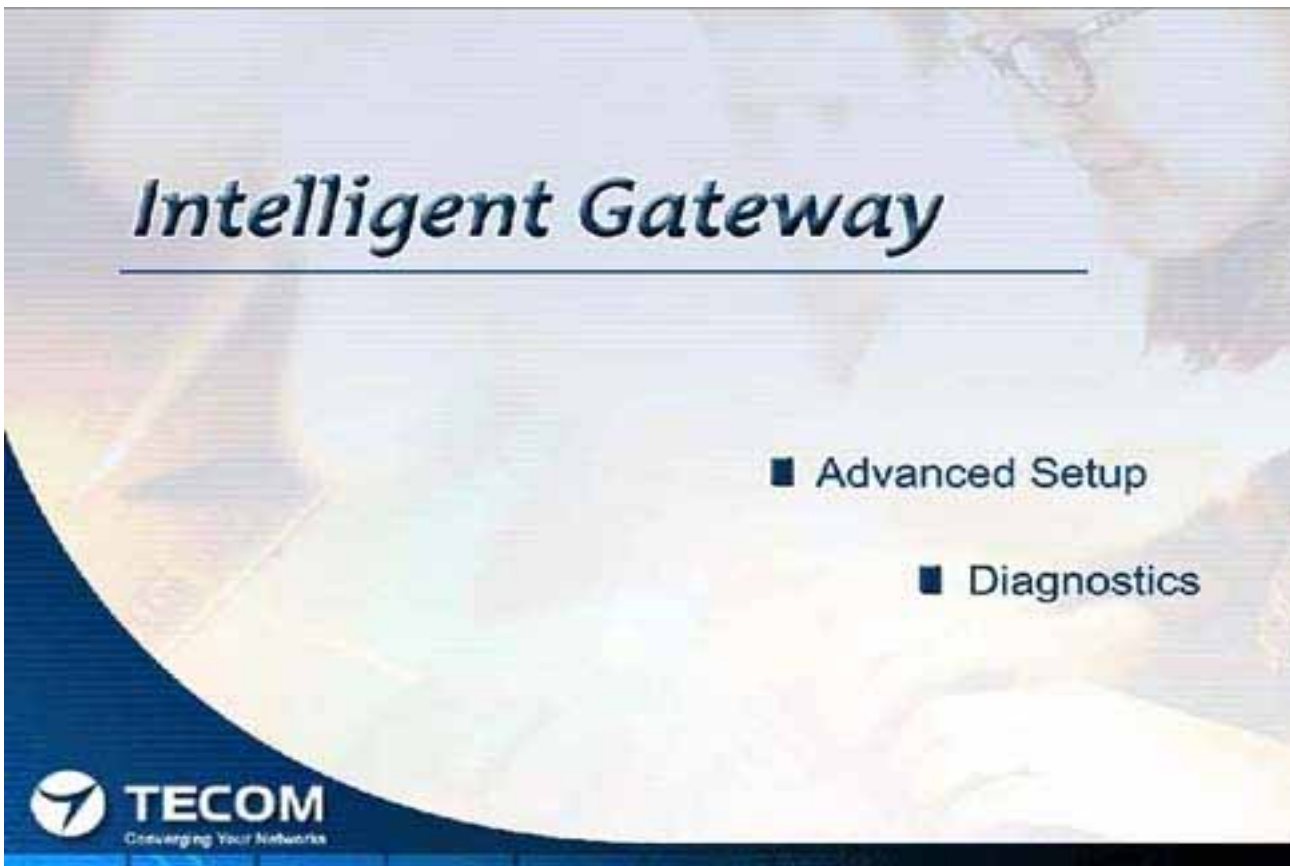 Intelligent Gateway
Advanced Setup
Diagnostics
TECOM
Converging Your Networks